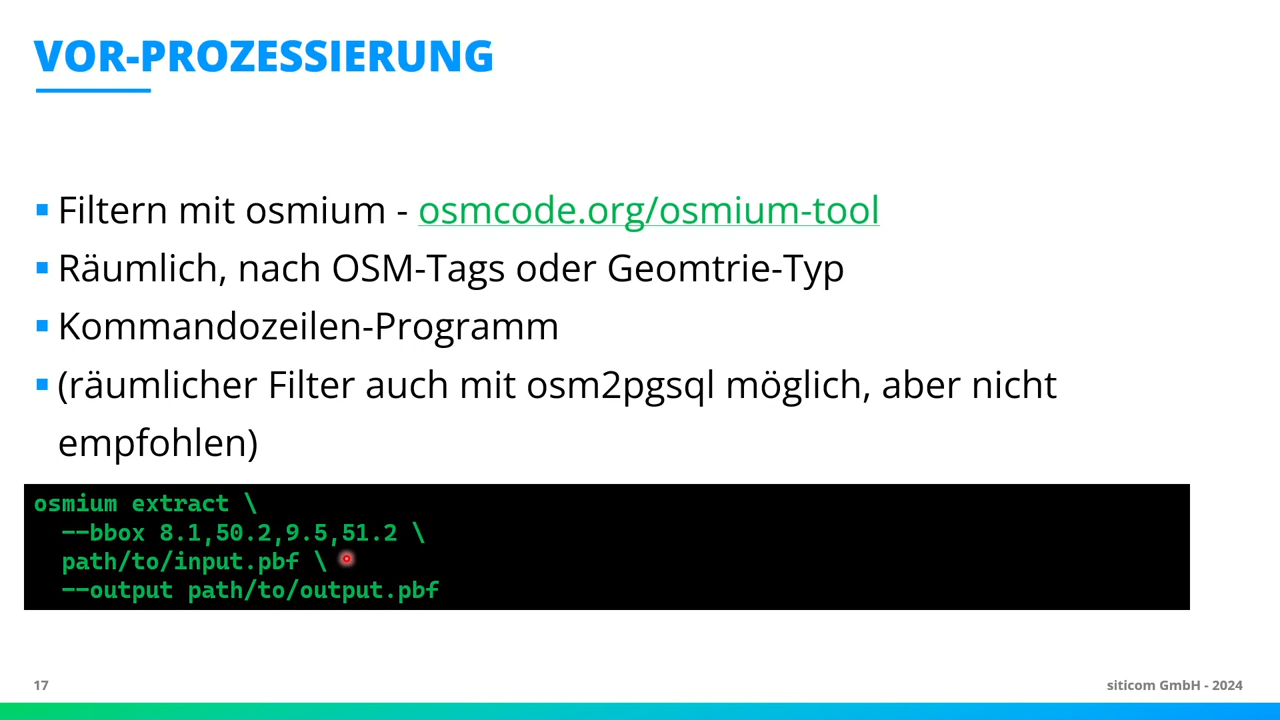 VOR-PROZESSIERUNG
▪ Filtern mit osmium - osmcode.org/osmium-tool
▪ Räumlich, nach OSM-Tags oder Geomtrie-Typ
▪ Kommandozeilen-Programm
▪ (räumlicher Filter auch mit osm2pgsql möglich, aber nicht
empfohlen)
osmium extract \
  --bbox 8.1,50.2,9.5,51.2 \
  path/to/input.pbf \
  --output path/to/output.pbf
17
siticom GmbH - 2024